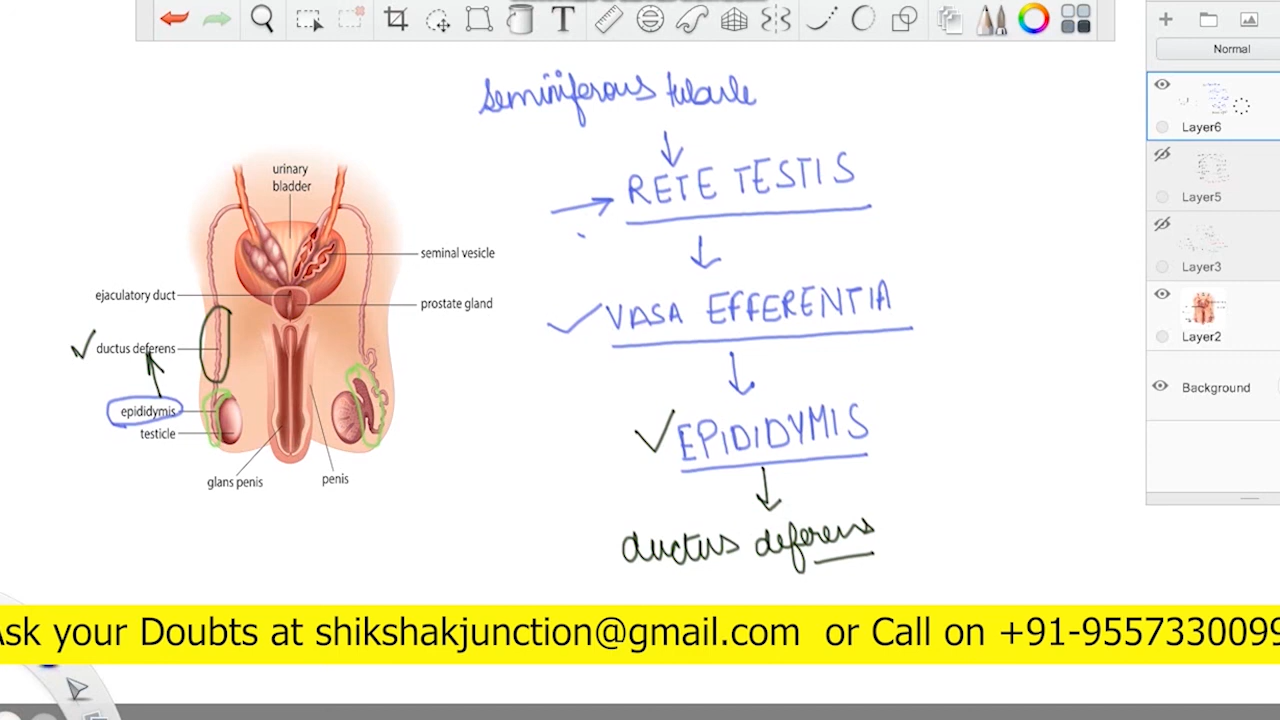 T
Normal
seminiferous tubule
Layer6
RETE TESTIS
urinary
bladder
Layer5
seminal vesicle
Layer3
ejaculatory duct
prostate gland
VASA EFFERENTIA
Layer2
ductus deferens
Background
epididymis
EPIDIDYMIS
testicle
glans penis
penis
ductus deferens
Ask your Doubts at shikshakjunction@gmail.com or Call on +91-9557330099